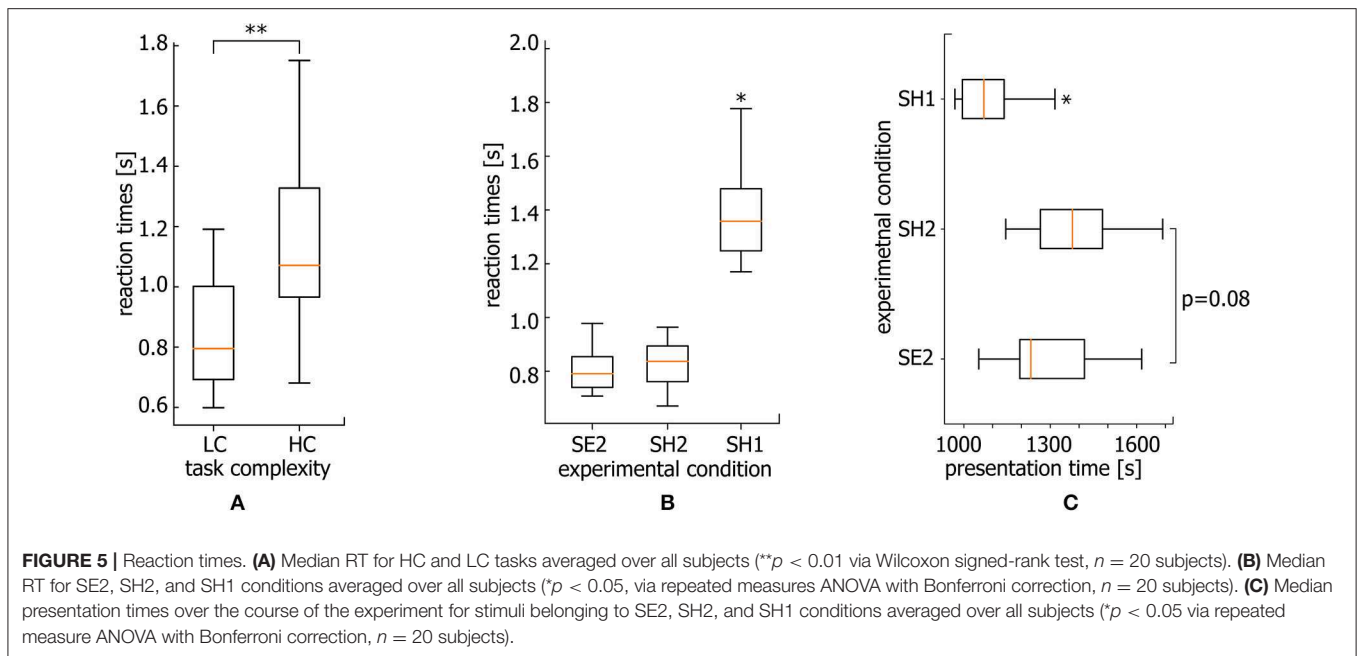 **
1.8
1.6
1.4
1.2
1.0
0.8
0.6
reaction times [s]
LC HC
task complexity
A
2.0
1.8
1.6
1.4
1.2
1.0
0.8
reaction times [s]
*
SE2 SH2 SH1
experimental condition
B
experimetnal condition
SH1
*
SH2
SE2
p=0.08
1000 1300 1600
presentation time [s]
C
FIGURE 5 | Reaction times. (A) Median RT for HC and LC tasks averaged over all subjects (**p < 0.01 via Wilcoxon signed-rank test, n = 20 subjects). (B) Median
RT for SE2, SH2, and SH1 conditions averaged over all subjects (*p < 0.05, via repeated measures ANOVA with Bonferroni correction, n = 20 subjects). (C) Median
presentation times over the course of the experiment for stimuli belonging to SE2, SH2, and SH1 conditions averaged over all subjects (*p < 0.05 via repeated
measure ANOVA with Bonferroni correction, n = 20 subjects).